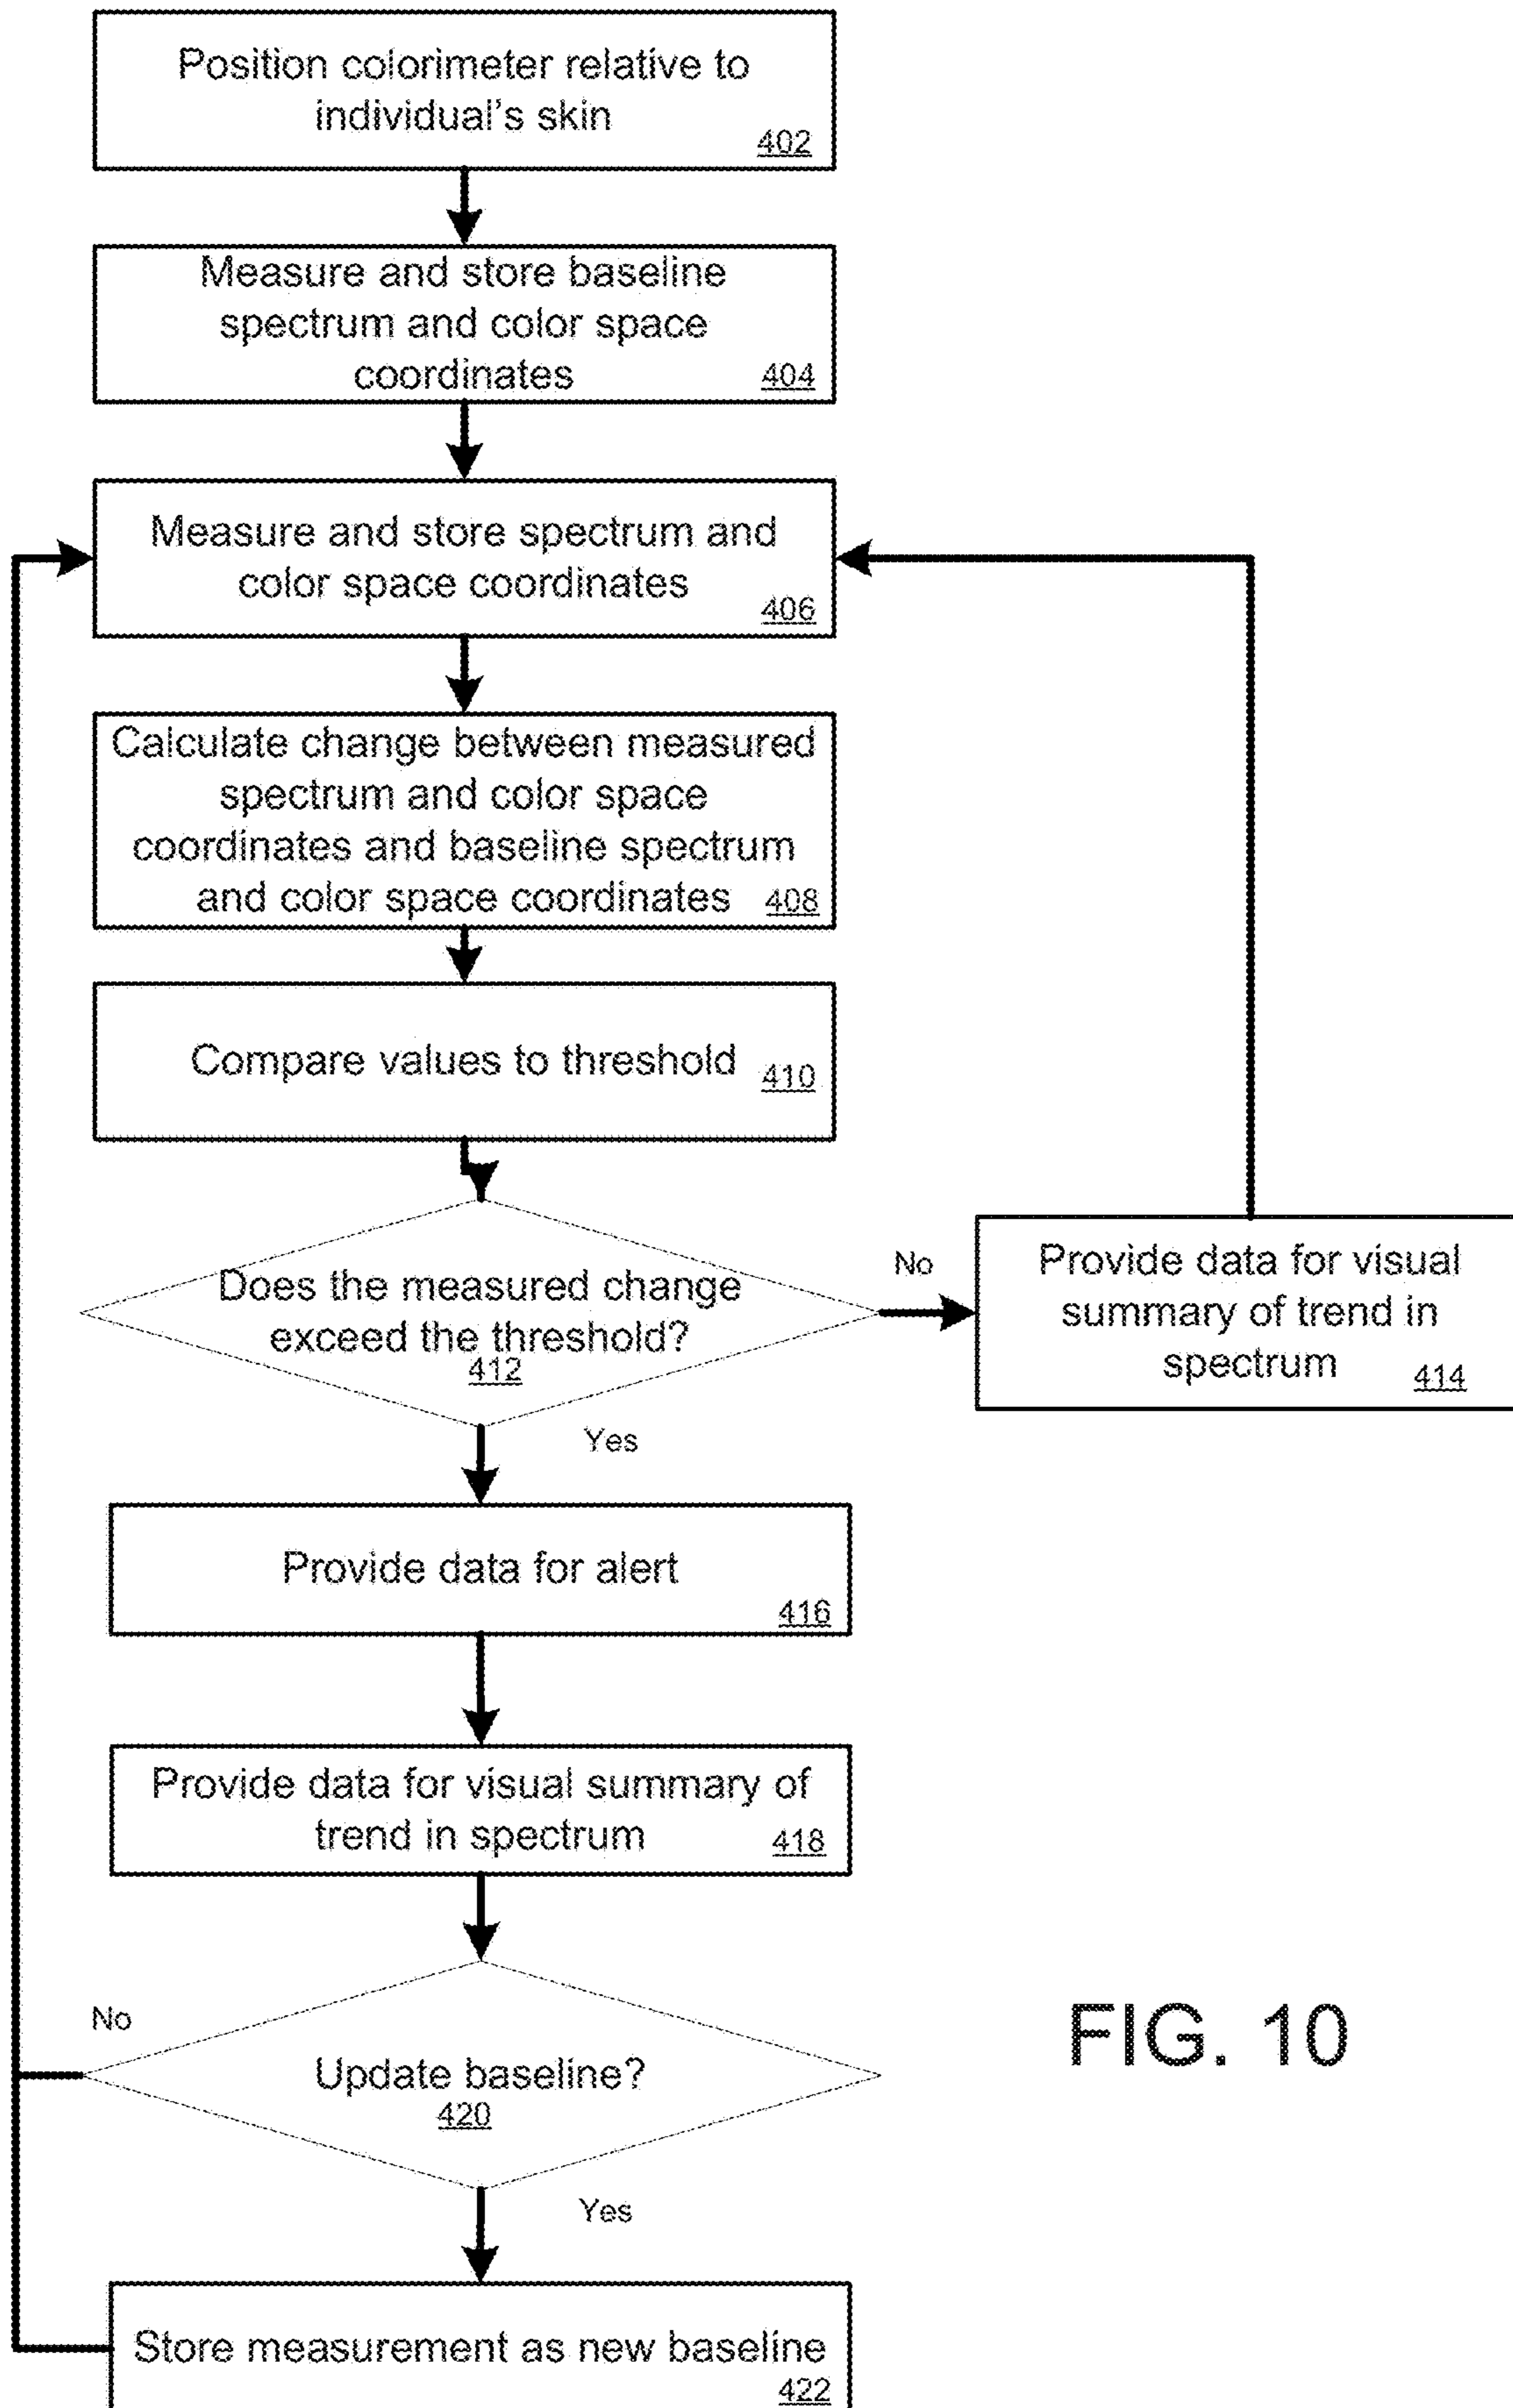 Position colorimeter relative to
individual's skin
402
Measure and store baseline
spectrum and color space
coordinates
404
Measure and store spectrum and
color space coordinates
406
Calculate change between measured
spectrum and color space
coordinates and baseline spectrum
and color space coordinates
408
Compare values to threshold
410
Does the measured change
exceed the threshold?
412
No
Provide data for visual
summary of trend in
spectrum
414
Yes
Provide data for alert
416
Provide data for visual summary of
trend in spectrum
418
No
Update baseline?
420
Yes
Store measurement as new baseline
422
FIG. 10